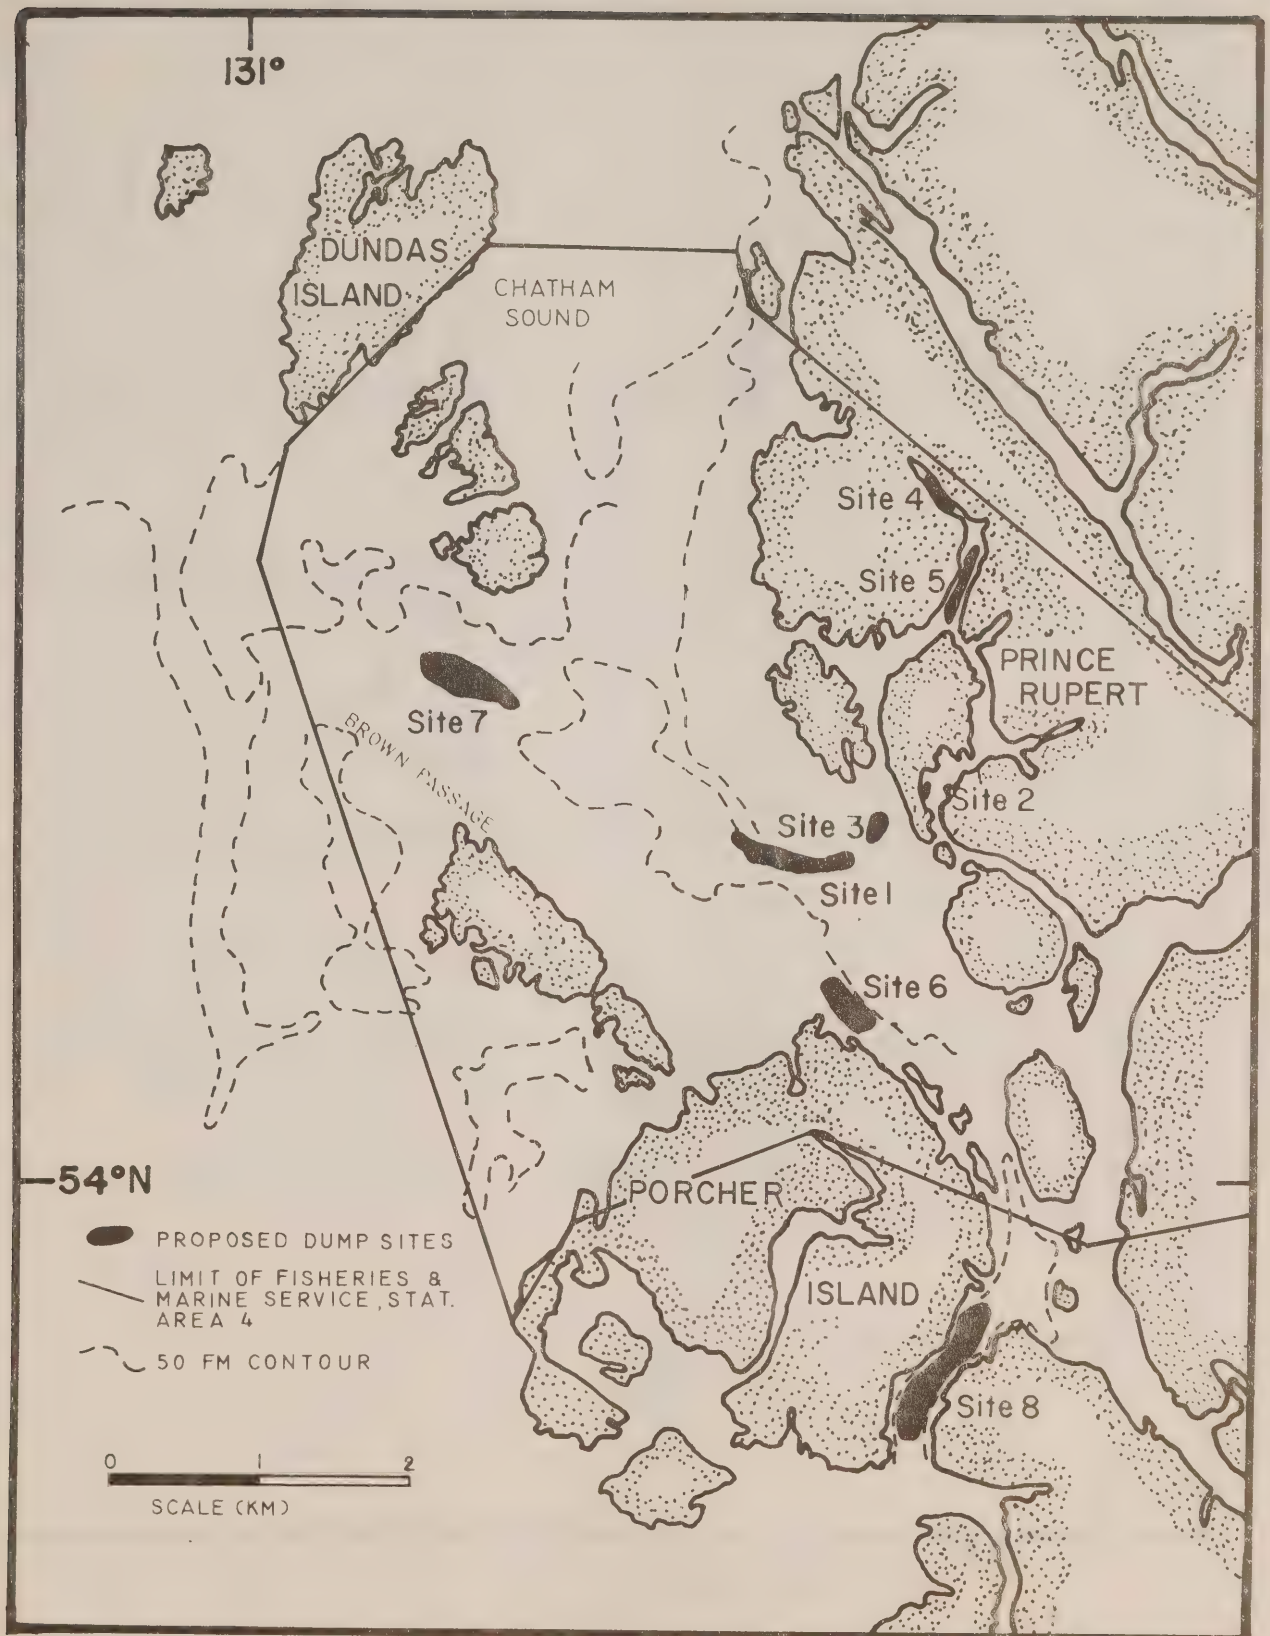 131°
DUNDAS
ISLAND
CHATHAM
SOUND
Site 4
Site 5
PRINCE
RUPERT
Site 7
BROWN PASSAGE
Site 2
Site 3
Site 1
Site 6
54°N
PORCHER
ISLAND
PROPOSED DUMP SITES
LIMIT OF FISHERIES &
MARINE SERVICE, STAT.
AREA 4
50 FM CONTOUR
Site 8
0 1 2
SCALE (KM)